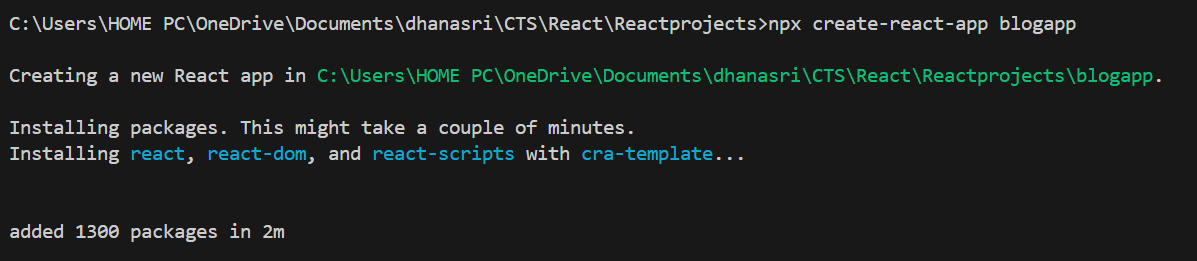 C:\Users\HOME PC\OneDrive\Documents\dhanasri\CTS\React\Reactprojects>npx create-react-app blogapp
Creating a new React app in C:\Users\HOME PC\OneDrive\Documents\dhanasri\CTS\React\Reactprojects\blogapp.
Installing packages. This might take a couple of minutes.
Installing react, react-dom, and react-scripts with cra-template...
added 1300 packages in 2m